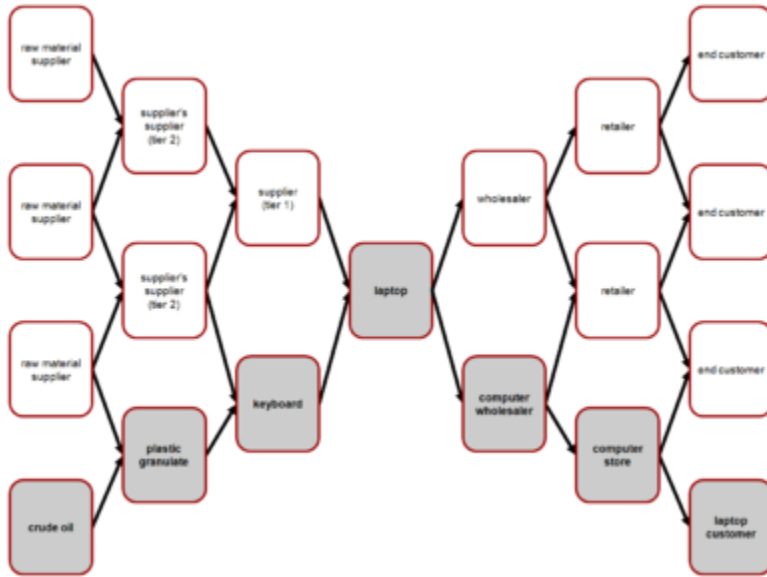 raw material
supplier
raw material
supplier
raw material
supplier
crude oil
supplier's
supplier
(tier 2)
supplier's
supplier
(tier 2)
plastic
granulate
supplier
(tier 1)
keyboard
laptop
wholesaler
computer
wholesaler
retailer
retailer
computer
store
end customer
end customer
end customer
laptop
customer